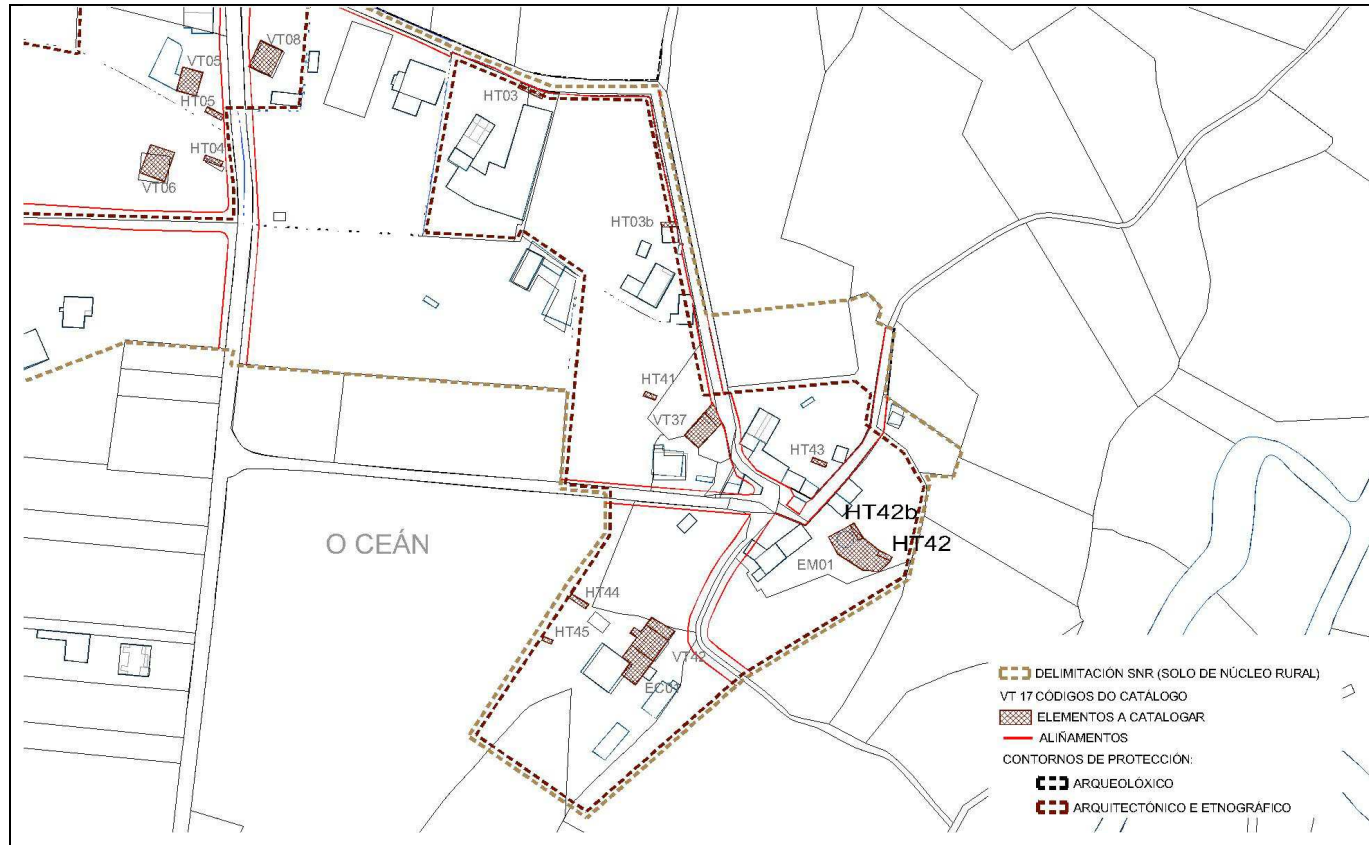 VT05
VT08
HT05
HT04
VT06
HT03
HT03b
HT41
VT37
HT43
HT42b
HT42
EM01
O CEÁN
HT44
HT45
VT42
DELIMITACIÓN SNR (SOLO DE NÚCLEO RURAL)
VT 17 CÓDIGOS DO CATÁLOGO
ELEMENTOS A CATALOGAR
ALIÑAMENTOS
CONTORNOS DE PROTECCIÓN:
ARQUEOLÓXICO
ARQUITECTÓNICO E ETNOGRÁFICO